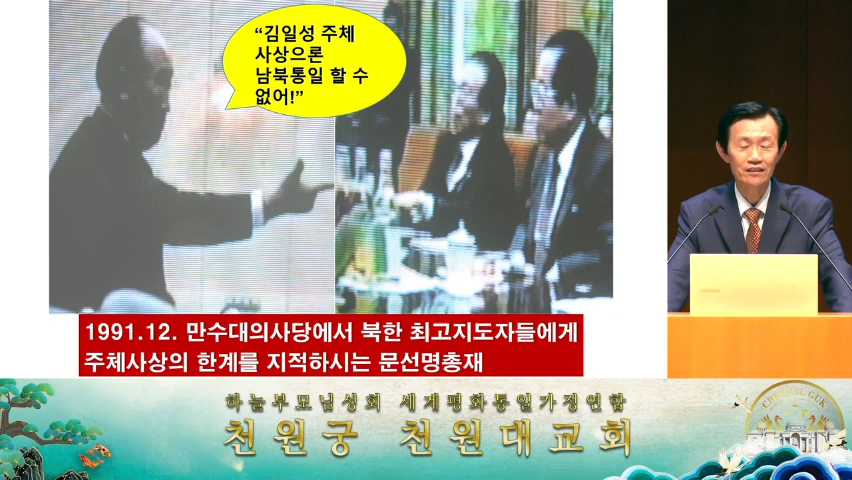 “김일성 주체
사상으론
남북통일 할 수
없어!”
1991.12. 만수대의사당에서 북한 최고지도자들에게
주체사상의 한계를 지적하시는 문선명총재
하늘부모님성회 세계평화통일가정연합
천원궁 천원대교회